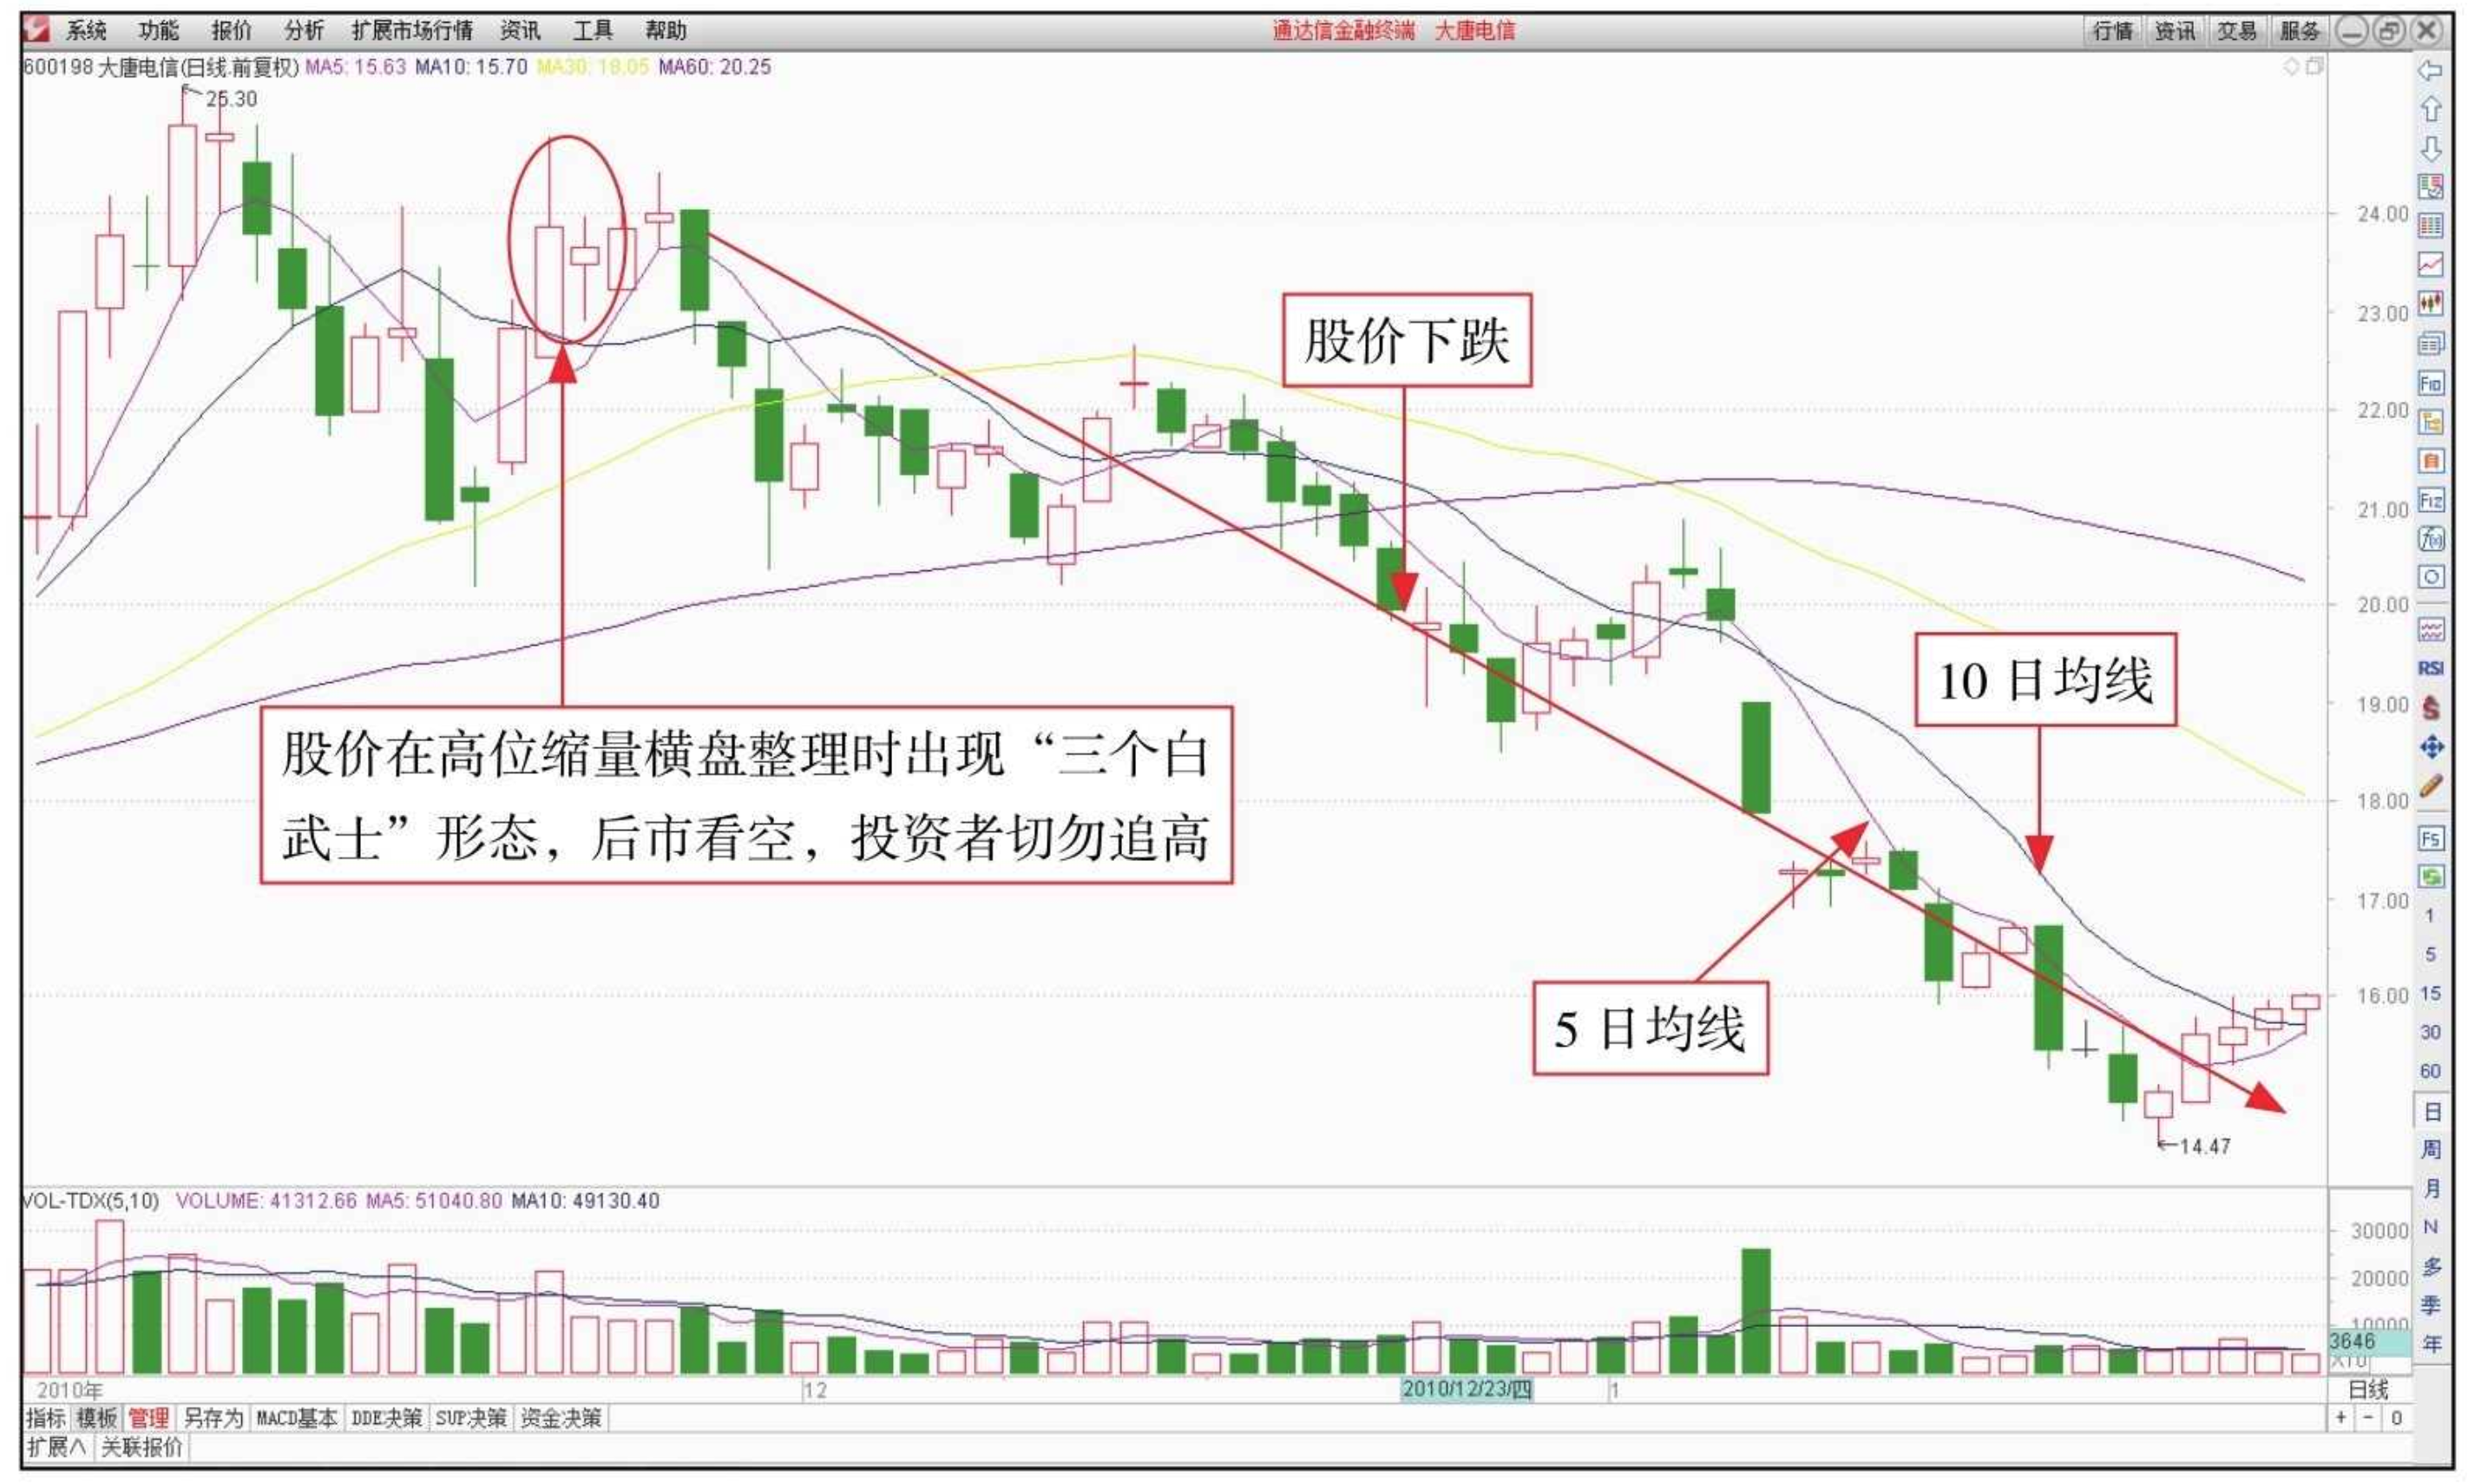 系统 功能 报价 分析 扩展市场行情 资讯 工具 帮助 通达信金融终端 大唐电信 行情 资讯 交易 服务
600198 大唐电信(日线.前复权) MA5: 15.63 MA10: 15.70 MA30: 18.05 MA60: 20.25
25.30
24.00
23.00
股价下跌
22.00
21.00
20.00
10 日均线
19.00
股价在高位缩量横盘整理时出现“三个白
武士”形态，后市看空，投资者切勿追高
18.00
17.00
5 日均线
16.00
14.47
F10
F12
RSI
F5
1
5
15
30
60
日
周
月
N
多
季
年
VOL-TDX(5,10) VOLUME: 41312.66 MA5: 51040.80 MA10: 49130.40
30000
20000
10000
3646
X10
2010年 12 2010/12/23/四 1 日线
指标 模板 管理 另存为 MACD基本 DDE决策 SUP决策 资金决策 + - 0
扩展∧ 关联报价